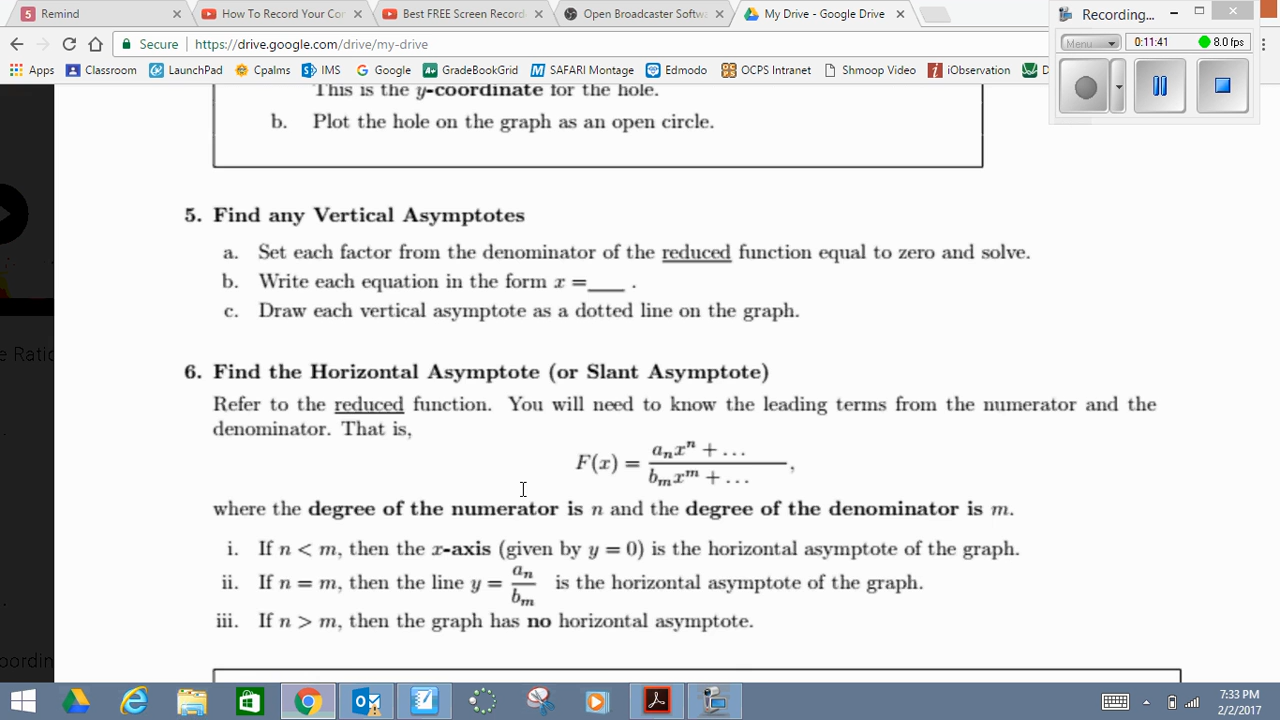 Remind
How To Record Your Cor
Best FREE Screen Record
Open Broadcaster Softwa
My Drive - Google Drive
Recording...
Secure https://drive.google.com/drive/my-drive
Menu 0:11:41 8.0 fps
Apps Classroom LaunchPad Cpalms IMS Google GradeBookGrid SAFARI Montage Edmodo OCPS Intranet Shmoop Video iObservation D
This is the y-coordinate for the hole.
b. Plot the hole on the graph as an open circle.
5. Find any Vertical Asymptotes
a. Set each factor from the denominator of the reduced function equal to zero and solve.
b. Write each equation in the form x =___ .
c. Draw each vertical asymptote as a dotted line on the graph.
e Ratio
6. Find the Horizontal Asymptote (or Slant Asymptote)
Refer to the reduced function. You will need to know the leading terms from the numerator and the
denominator. That is,
F(x) = (aₙxⁿ + ...)/(bₘxᵐ + ...),
where the degree of the numerator is n and the degree of the denominator is m.
i. If n < m, then the x-axis (given by y = 0) is the horizontal asymptote of the graph.
ii. If n = m, then the line y = aₙ/bₘ is the horizontal asymptote of the graph.
iii. If n > m, then the graph has no horizontal asymptote.
oordin
7:33 PM
2/2/2017